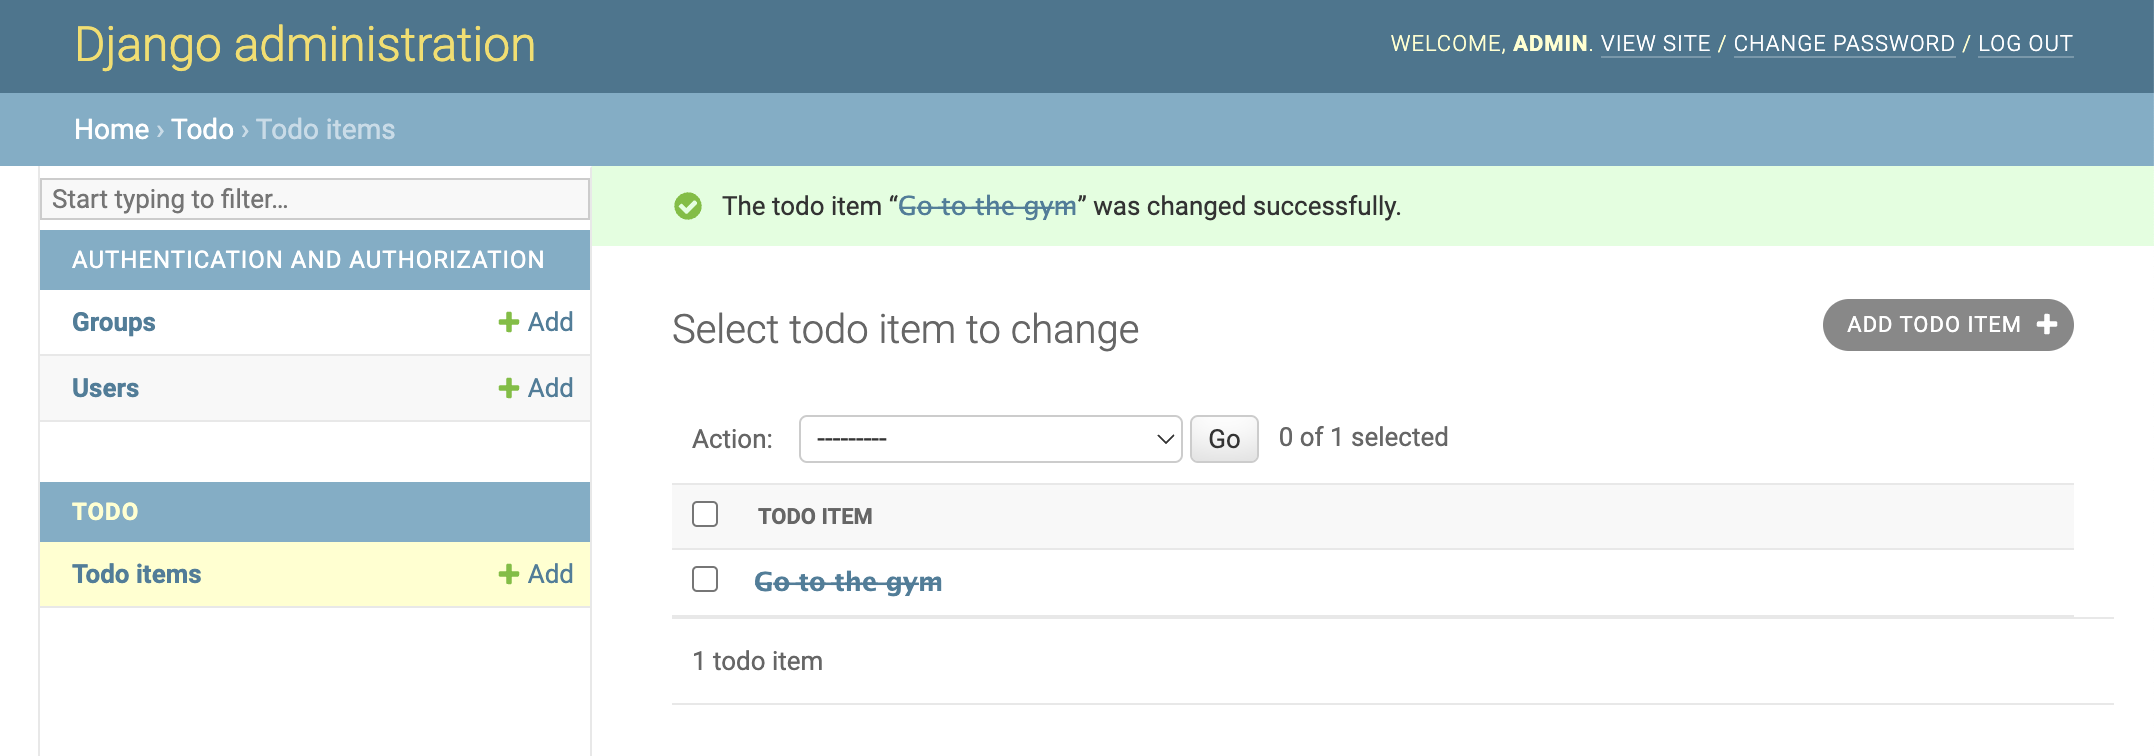 Django administration
WELCOME, ADMIN. VIEW SITE / CHANGE PASSWORD / LOG OUT
Home › Todo › Todo items
Start typing to filter...
AUTHENTICATION AND AUTHORIZATION
Groups + Add
Users + Add
TODO
Todo items + Add
The todo item “Go to the gym” was changed successfully.
Select todo item to change
ADD TODO ITEM +
Action: --------- Go 0 of 1 selected
TODO ITEM
Go to the gym
1 todo item